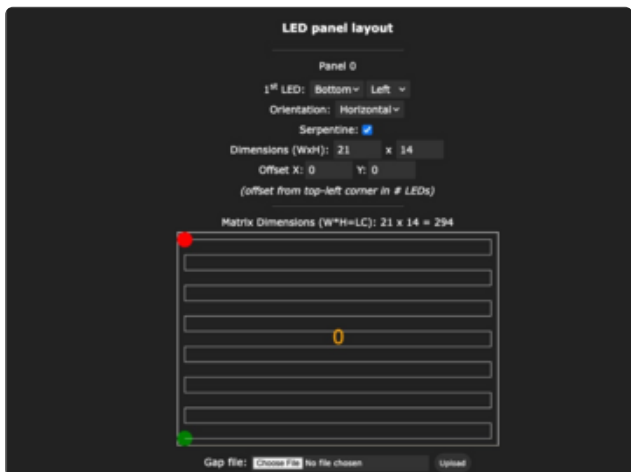 LED panel layout
Panel 0
1st LED: Bottom Left
Orientation: Horizontal
Serpentine:
Dimensions (WxH): 21 x 14
Offset X: 0 Y: 0
(offset from top-left corner in # LEDs)
Matrix Dimensions (W*H=LC): 21 x 14 = 294
0
Gap file: Choose File No file chosen Upload